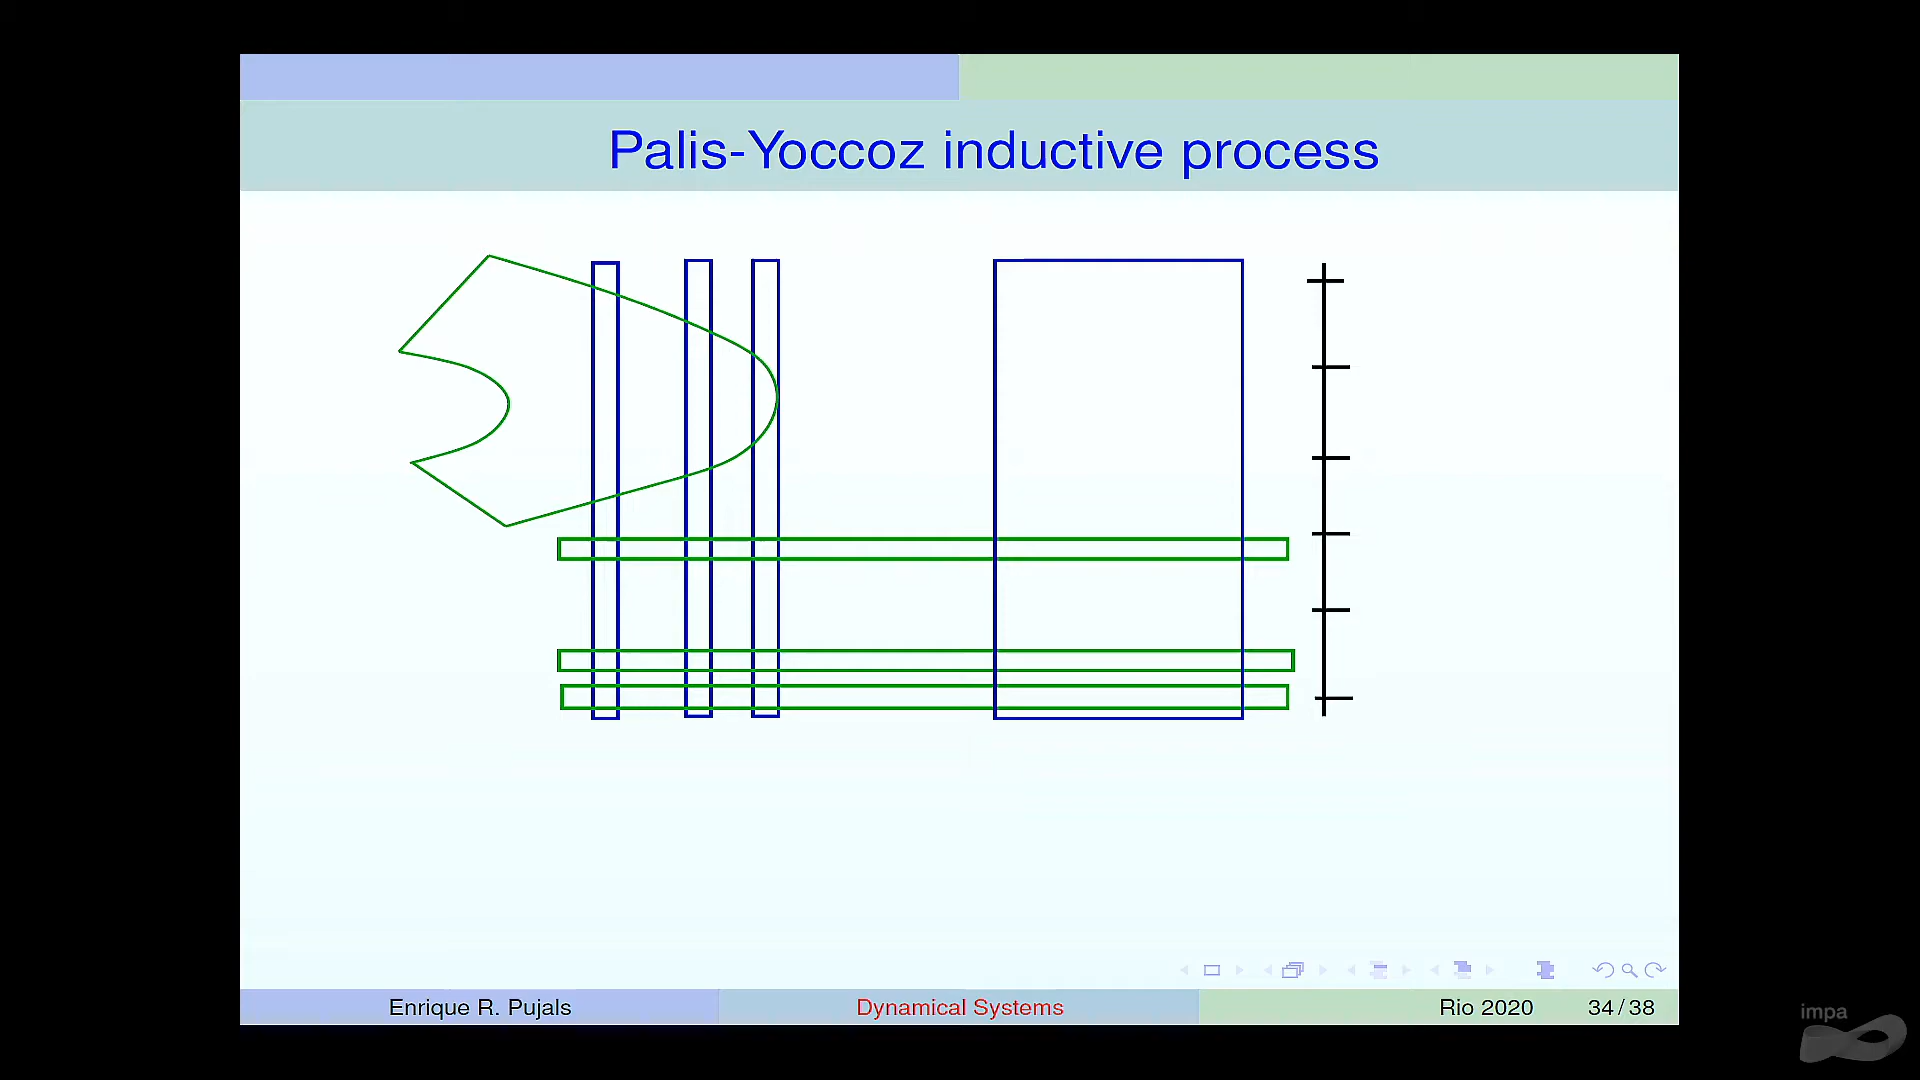 Palis-Yoccoz inductive process
Enrique R. Pujals
Dynamical Systems
Rio 2020
34 / 38
impa